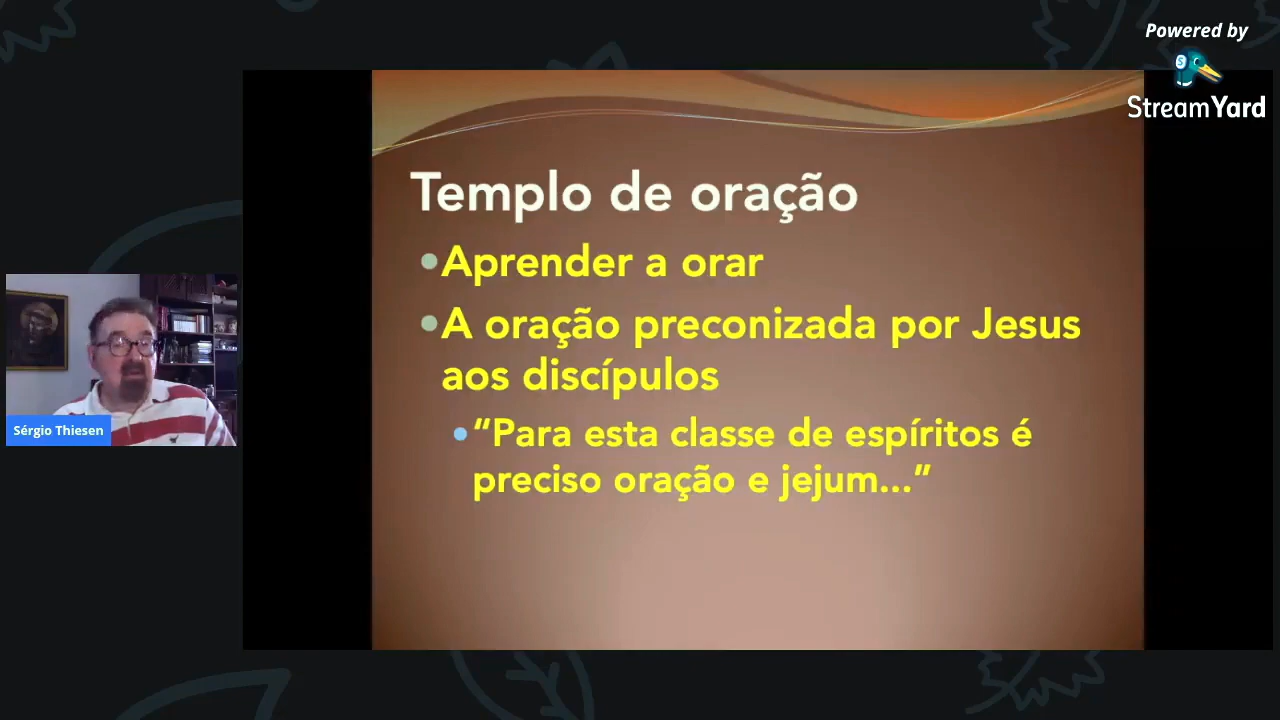 Powered by
StreamYard
Templo de oração
•Aprender a orar
•A oração preconizada por Jesus
aos discípulos
•“Para esta classe de espíritos é
preciso oração e jejum...”
Sérgio Thiesen